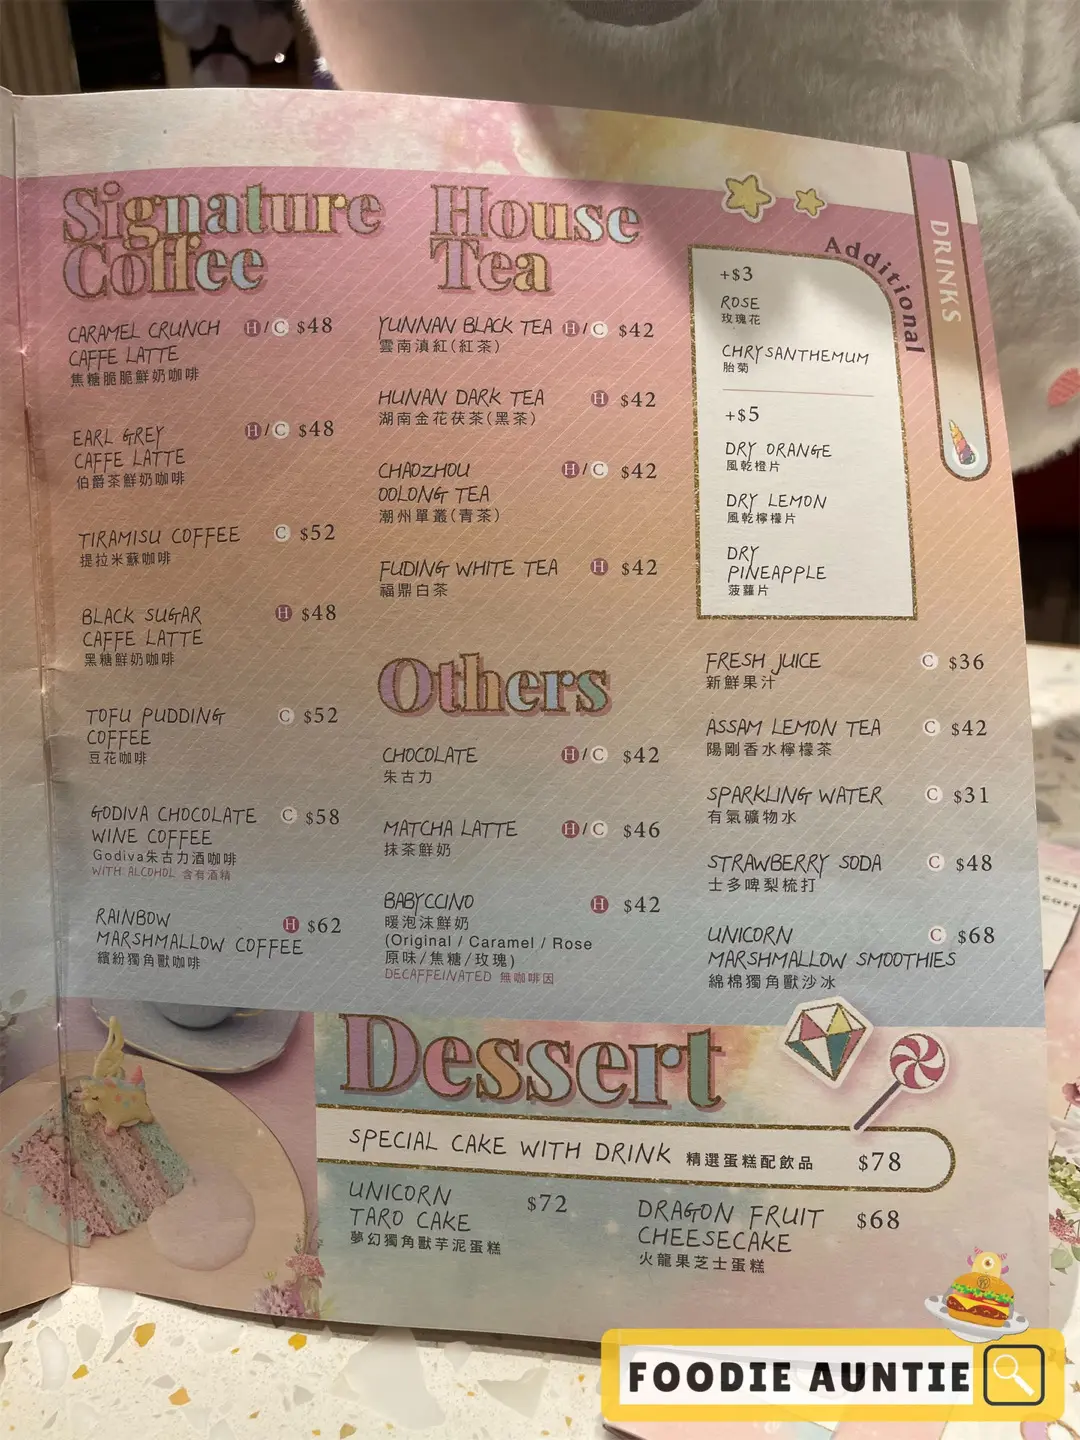 Signature
Coffee
CARAMEL CRUNCH H/C $48
CAFFE LATTE
焦糖脆脆鮮奶咖啡
EARL GREY H/C $48
CAFFE LATTE
伯爵茶鮮奶咖啡
TIRAMISU COFFEE C $52
提拉米蘇咖啡
BLACK SUGAR H $48
CAFFE LATTE
黑糖鮮奶咖啡
TOFU PUDDING C $52
COFFEE
豆花咖啡
GODIVA CHOCOLATE C $58
WINE COFFEE
Godiva朱古力酒咖啡
WITH ALCOHOL 含有酒精
RAINBOW H $62
MARSHMALLOW COFFEE
繽紛獨角獸咖啡
House
Tea
YUNNAN BLACK TEA H/C $42
雲南滇紅(紅茶)
HUNAN DARK TEA H $42
湖南金花茯茶(黑茶)
CHAOZHOU H/C $42
OOLONG TEA
潮州單叢(青茶)
FUDING WHITE TEA H $42
福鼎白茶
Others
CHOCOLATE H/C $42
朱古力
MATCHA LATTE H/C $46
抹茶鮮奶
BABYCCINO H $42
暖泡沫鮮奶
(Original / Caramel / Rose
原味/焦糖/玫瑰)
DECAFFEINATED 無咖啡因
Additional
+$3
ROSE
玫瑰花
CHRYSANTHEMUM
胎菊
+$5
DRY ORANGE
風乾橙片
DRY LEMON
風乾檸檬片
DRY
PINEAPPLE
菠蘿片
DRINKS
FRESH JUICE C $36
新鮮果汁
ASSAM LEMON TEA C $42
陽剛香水檸檬茶
SPARKLING WATER C $31
有氣礦物水
STRAWBERRY SODA C $48
士多啤梨梳打
UNICORN C $68
MARSHMALLOW SMOOTHIES
綿棉獨角獸沙冰
Dessert
SPECIAL CAKE WITH DRINK 精選蛋糕配飲品 $78
UNICORN $72
TARO CAKE
夢幻獨角獸芋泥蛋糕
DRAGON FRUIT $68
CHEESECAKE
火龍果芝士蛋糕
FOODIE AUNTIE